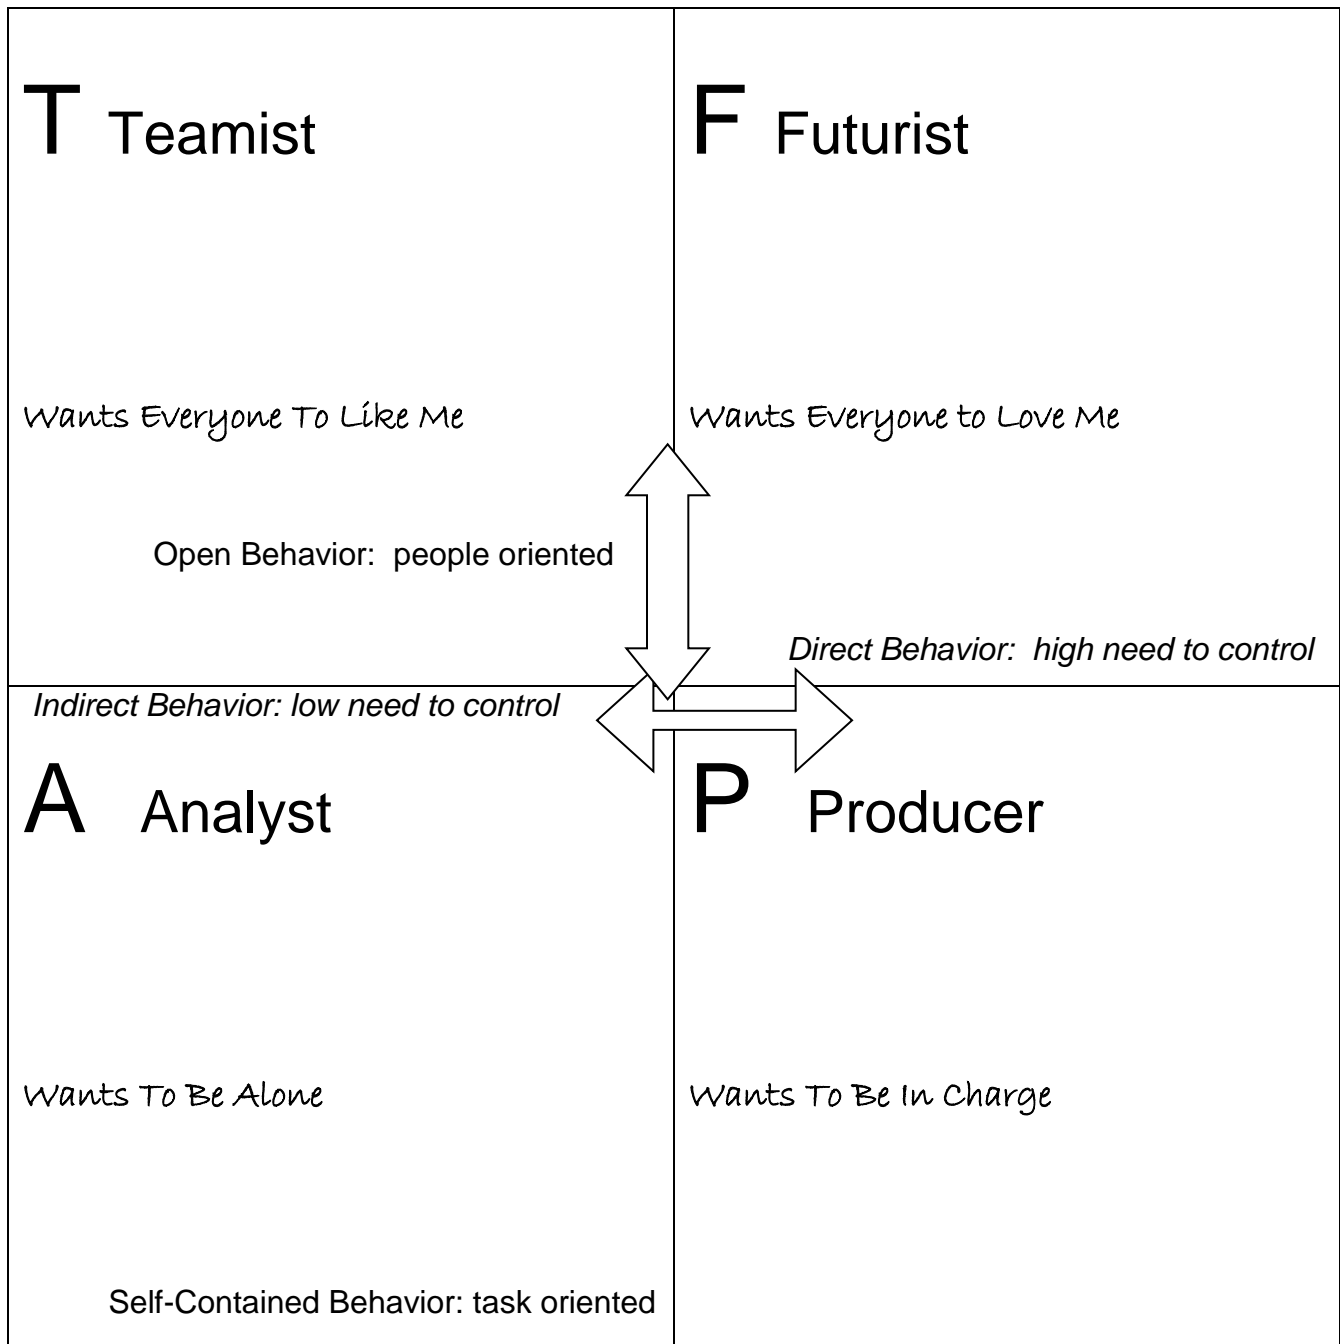 T Teamist
F Futurist
Wants Everyone To Like Me
Wants Everyone to Love Me
Open Behavior: people oriented
Direct Behavior: high need to control
Indirect Behavior: low need to control
A Analyst
P Producer
Wants To Be Alone
Wants To Be In Charge
Self-Contained Behavior: task oriented